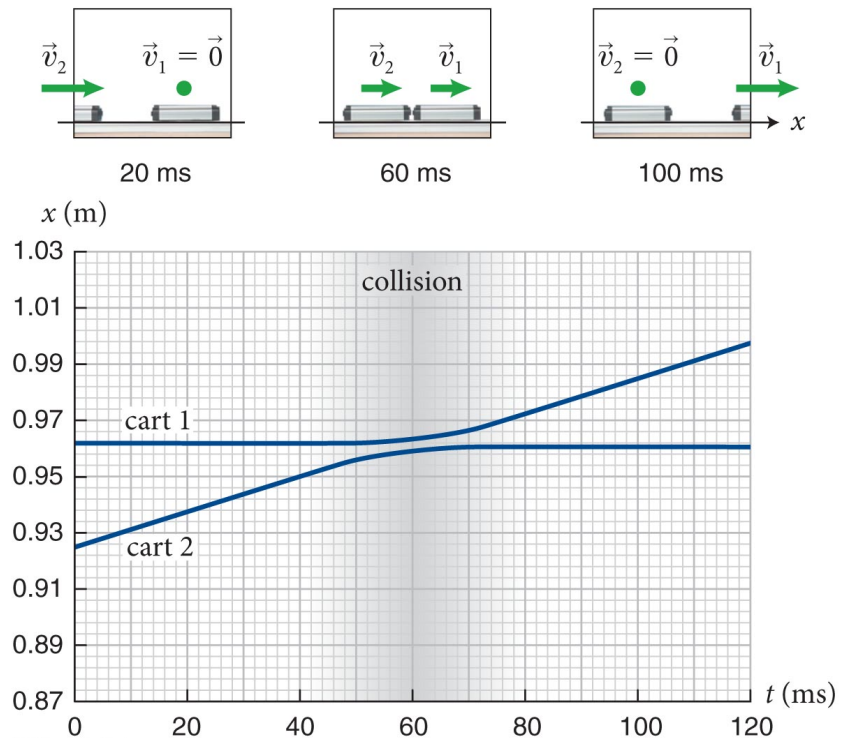 v⃗₂ v⃗₁ = 0⃗
20 ms
v⃗₂ v⃗₁
60 ms
v⃗₂ = 0⃗ v⃗₁
x
100 ms
x (m)
1.03
1.01
0.99
0.97
0.95
0.93
0.91
0.89
0.87
collision
cart 1
cart 2
t (ms)
0 20 40 60 80 100 120